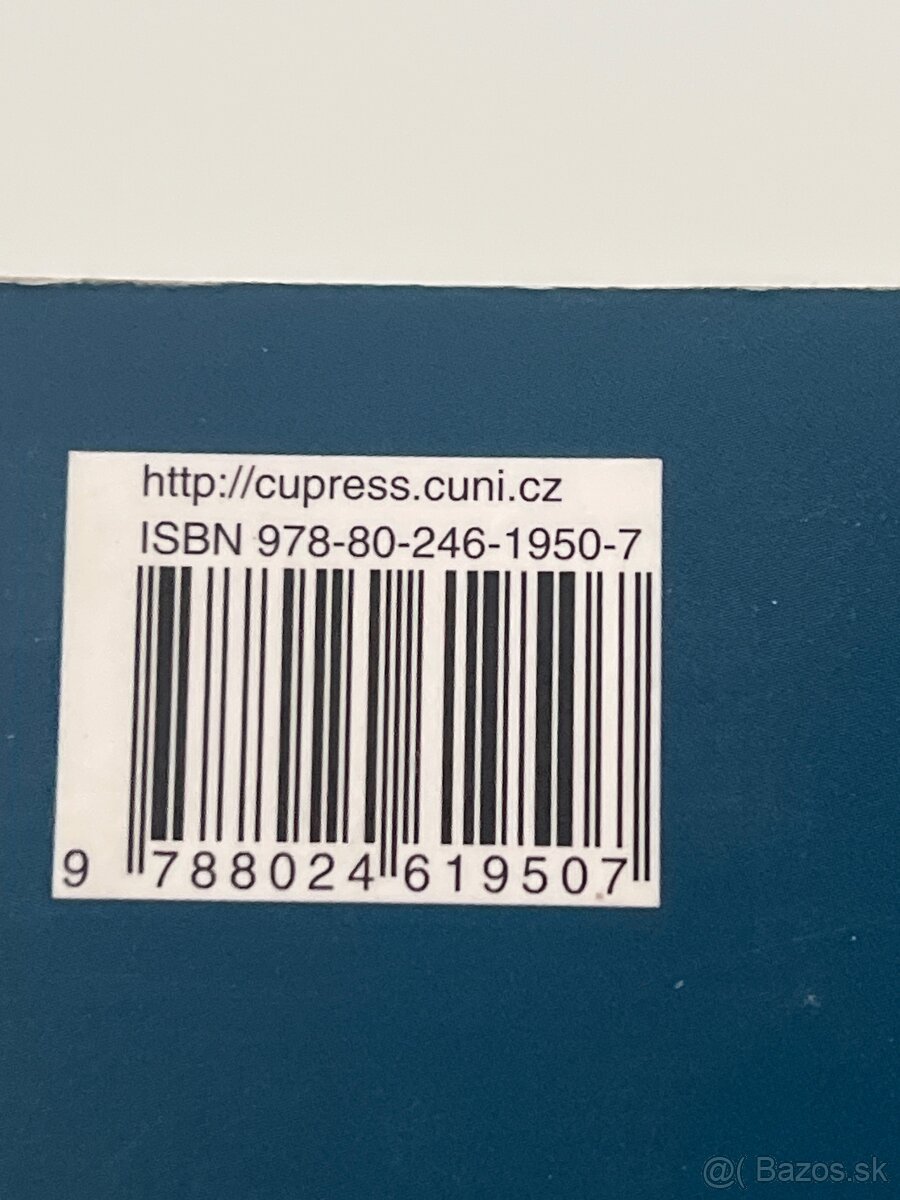 http://cupress.cuni.cz
ISBN 978-80-246-1950-7
9 788024 619507
@( Bazos.sk